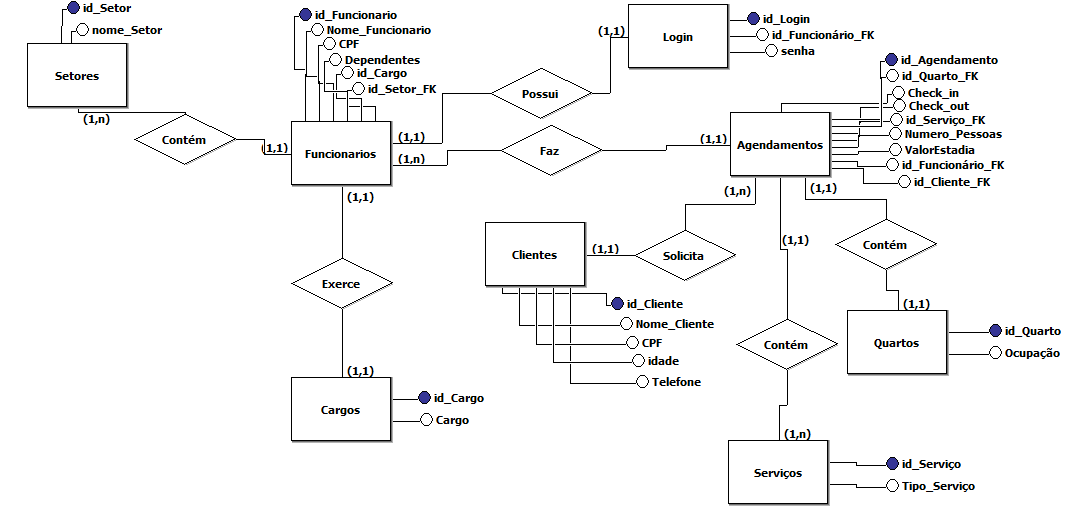 id_Setor
nome_Setor
Setores
(1,n)
Contém
(1,1)
id_Funcionario
Nome_Funcionario
CPF
Dependentes
id_Cargo
id_Setor_FK
Funcionarios
(1,1)
(1,n)
Possui
(1,1)
Login
id_Login
id_Funcionário_FK
senha
Faz
(1,1)
Agendamentos
id_Agendamento
id_Quarto_FK
Check_in
Check_out
id_Serviço_FK
Numero_Pessoas
ValorEstadia
id_Funcionário_FK
id_Cliente_FK
(1,1)
Exerce
(1,1)
Cargos
id_Cargo
Cargo
Clientes
(1,1)
Solicita
(1,n)
id_Cliente
Nome_Cliente
CPF
idade
Telefone
(1,1)
Contém
(1,n)
Serviços
id_Serviço
Tipo_Serviço
(1,1)
Contém
(1,1)
Quartos
id_Quarto
Ocupação